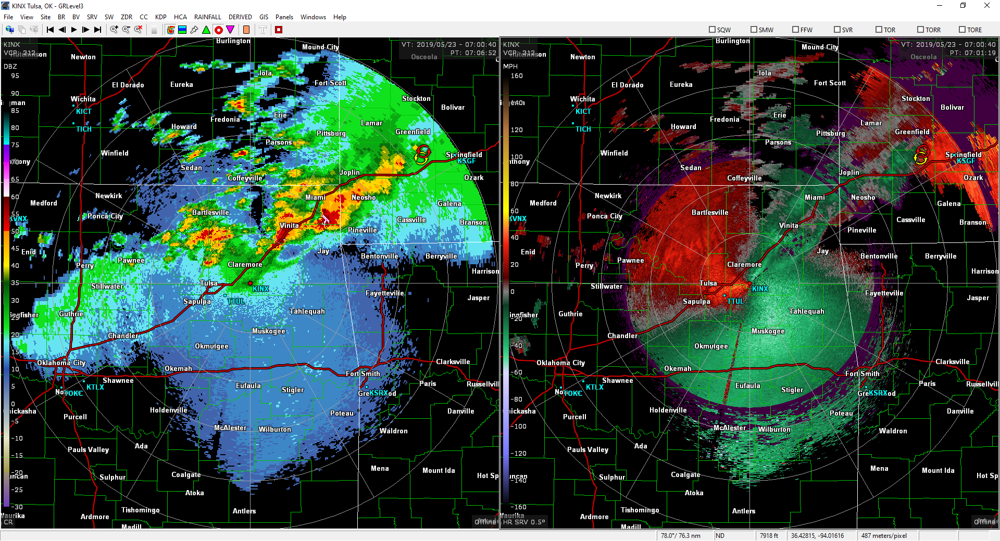 KINX Tulsa, OK - GRLevel3
File View Site BR BV SRV SW ZDR CC KDP HCA RAINFALL DERIVED GIS Panels Windows Help
SQW SMW FFW SVR TOR TORR TORE
KINX
VCP: 212
VT: 2019/05/23 - 07:00:40
PT: 07:06:52
DBZ
95
90
85
80
75
70
65
60
55
50
45
40
35
30
25
20
15
10
5
0
-5
-10
-15
-20
-25
-30
CR
Burlington
Mound City
Osceola
Newton
Iola
El Dorado
Eureka
Fort Scott
Wichita
Stockton
KICT
Bolivar
Erie
Fredonia
Lamar
TICH
Howard
Pittsburg
Greenfield
Parsons
Winfield
Springfield
KSGF
Sedan
Joplin
Coffeyville
Ozark
Newkirk
Miami
Neosho
Medford
Galena
Bartlesville
Ponca City
Cassville
KVNX
Branson
Vinita
Pineville
Enid
Jay
Bentonville
Berryville
Pawnee
Perry
Claremore
Harrison
Tulsa
Stillwater
KINX
Fayetteville
Jasper
Sapulpa
TTUL
Guthrie
Tahlequah
Muskogee
Chandler
Okmulgee
Oklahoma City
Clarksville
Okemah
Fort Smith
Shawnee
KTLX
Eufaula
Stigler
Paris
Russellvil
TOKC
KSRX
Holdenville
Poteau
Danville
Purcell
McAlester
Wilburton
Waldron
Pauls Valley
Ada
Mena
Mount Ida
Coalgate
Hot Sp
Sulphur
Atoka
Tishomingo
Antlers
Ardmore
Madill
Offline
KINX
VCP: 212
VT: 2019/05/23 - 07:00:40
PT: 07:01:19
MPH
160
140
120
100
80
60
40
20
0
-20
-40
-60
-80
-100
-120
-140
-160
HR SRV 0.5°
Burlington
Mound City
Osceola
Newton
Iola
El Dorado
Eureka
Fort Scott
Wichita
Stockton
KICT
Bolivar
Erie
Fredonia
Lamar
TICH
Howard
Pittsburg
Greenfield
Parsons
Winfield
Springfield
KSGF
Sedan
Joplin
Coffeyville
Ozark
Newkirk
Miami
Neosho
Medford
Galena
Bartlesville
Ponca City
Cassville
KVNX
Branson
Vinita
Pineville
Enid
Jay
Bentonville
Berryville
Pawnee
Perry
Claremore
Harrison
Tulsa
Stillwater
KINX
Fayetteville
Jasper
Sapulpa
TTUL
Guthrie
Tahlequah
Muskogee
Chandler
Okmulgee
Oklahoma City
Clarksville
Okemah
Fort Smith
Shawnee
KTLX
Eufaula
Stigler
Paris
Russellvil
TOKC
KSRX
Holdenville
Poteau
Danville
Purcell
McAlester
Wilburton
Waldron
Pauls Valley
Ada
Mena
Mount Ida
Coalgate
Hot Sp
Sulphur
Atoka
Tishomingo
Antlers
Ardmore
Madill
Offline
78.0°/ 76.3 nm ND 7918 ft 36.42815, -94.01616 487 meters/pixel